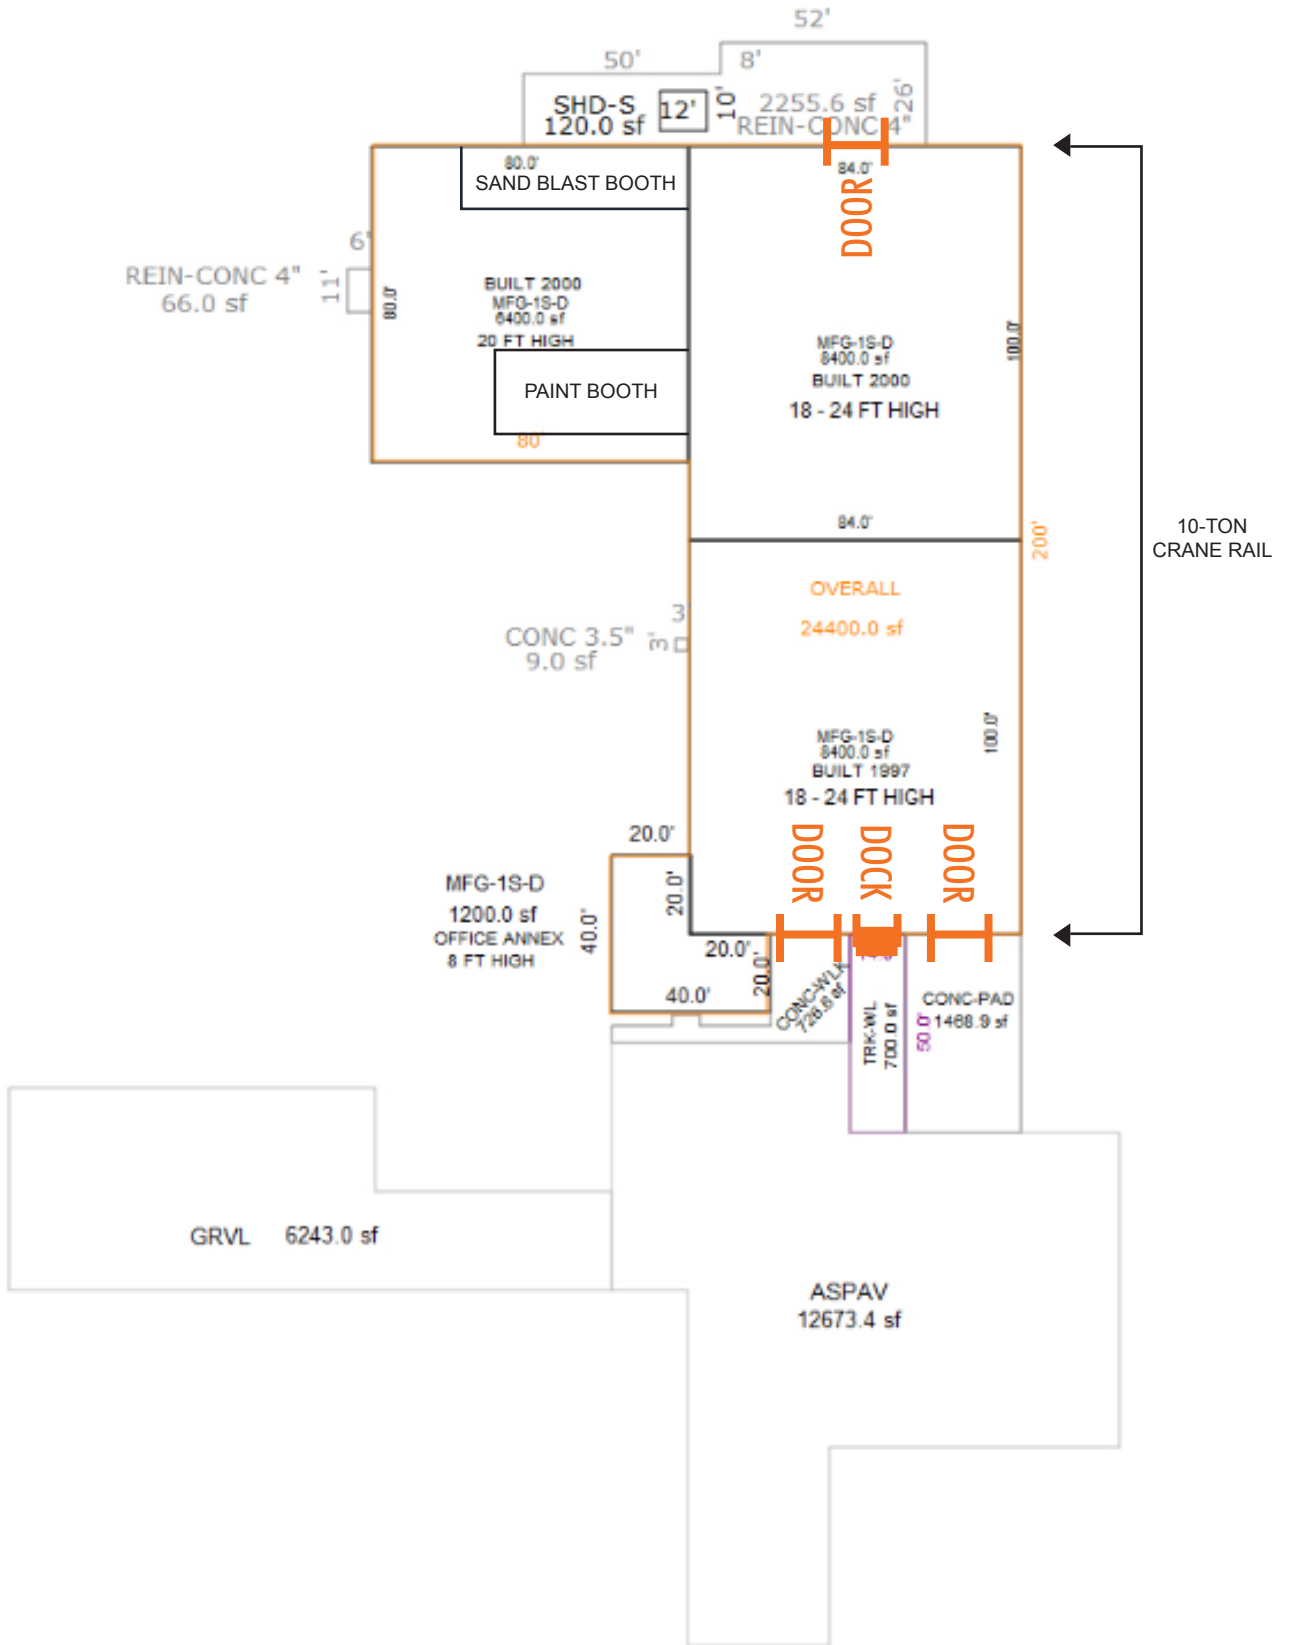 52'
50'
8'
SHD-S
120.0 sf
12'
10'
2255.6 sf
REIN-CONC 4"
26'
80.0'
SAND BLAST BOOTH
84.0'
DOOR
6'
REIN-CONC 4"
66.0 sf
11'
80.0'
BUILT 2000
MFG-1S-D
6400.0 sf
20 FT HIGH
PAINT BOOTH
80'
MFG-1S-D
8400.0 sf
BUILT 2000
18 - 24 FT HIGH
100.0'
84.0'
200'
10-TON
CRANE RAIL
OVERALL
24400.0 sf
CONC 3.5"
9.0 sf
3'
3
MFG-1S-D
8400.0 sf
BUILT 1997
18 - 24 FT HIGH
100.0'
DOOR
DOCK
DOOR
20.0'
MFG-1S-D
1200.0 sf
OFFICE ANNEX
8 FT HIGH
40.0'
20.0'
20.0'
20.0'
40.0'
CONC-WLK
726.6 sf
TRK-WL
700.0 sf
50.0'
CONC-PAD
1468.9 sf
GRVL 6243.0 sf
ASPAV
12673.4 sf